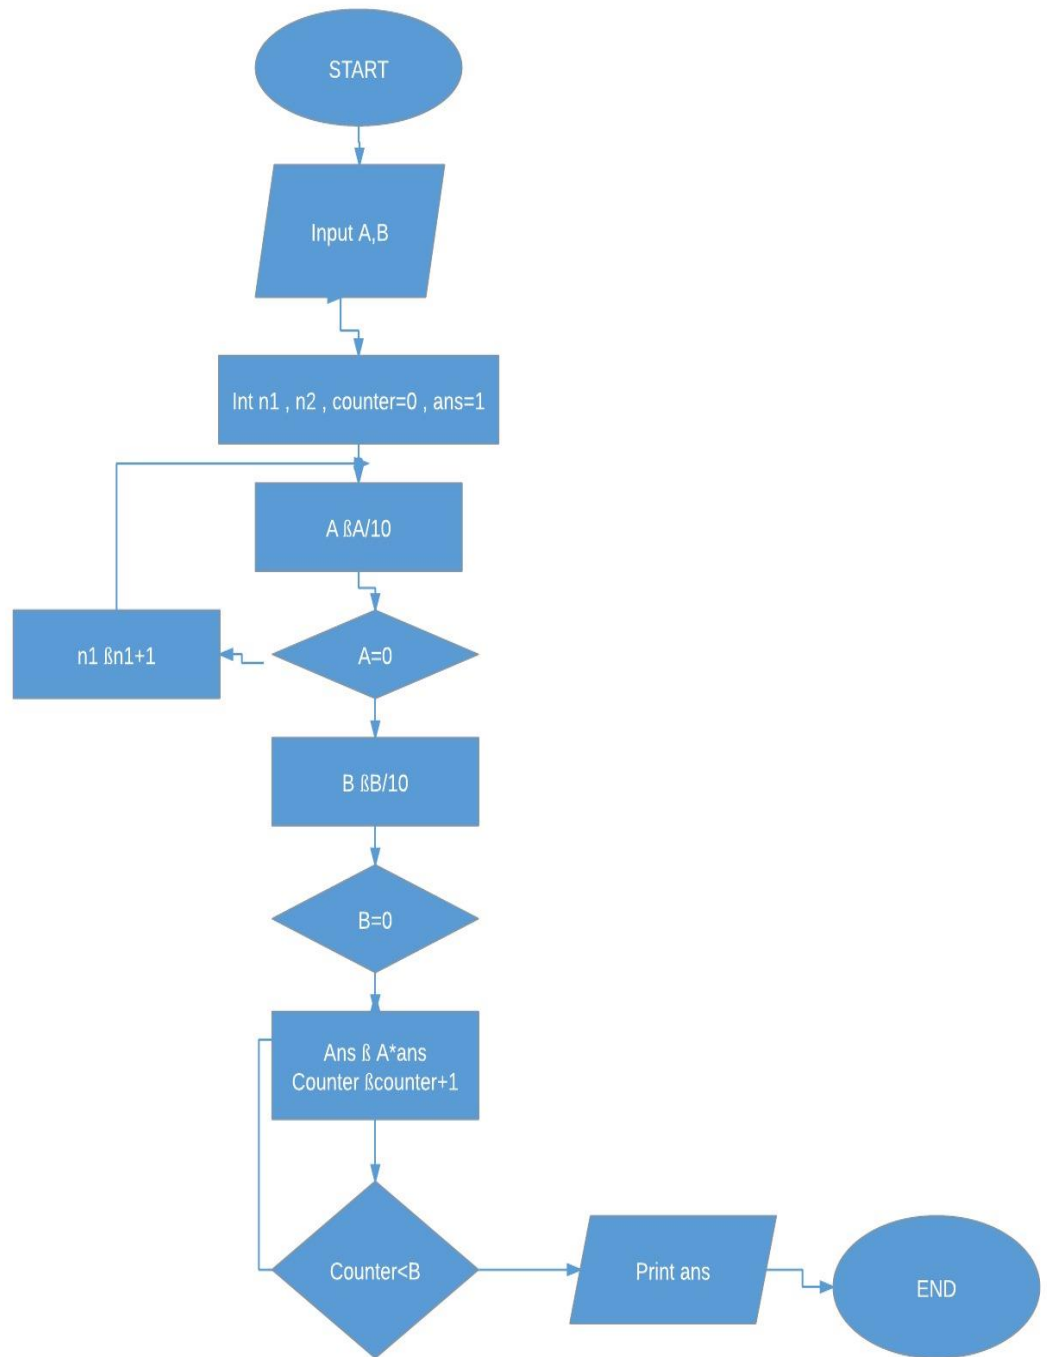 START
Input A,B
Int n1 , n2 , counter=0 , ans=1
A ßA/10
n1 ßn1+1
A=0
B ßB/10
B=0
Ans ß A*ans
Counter ßcounter+1
Counter<B
Print ans
END